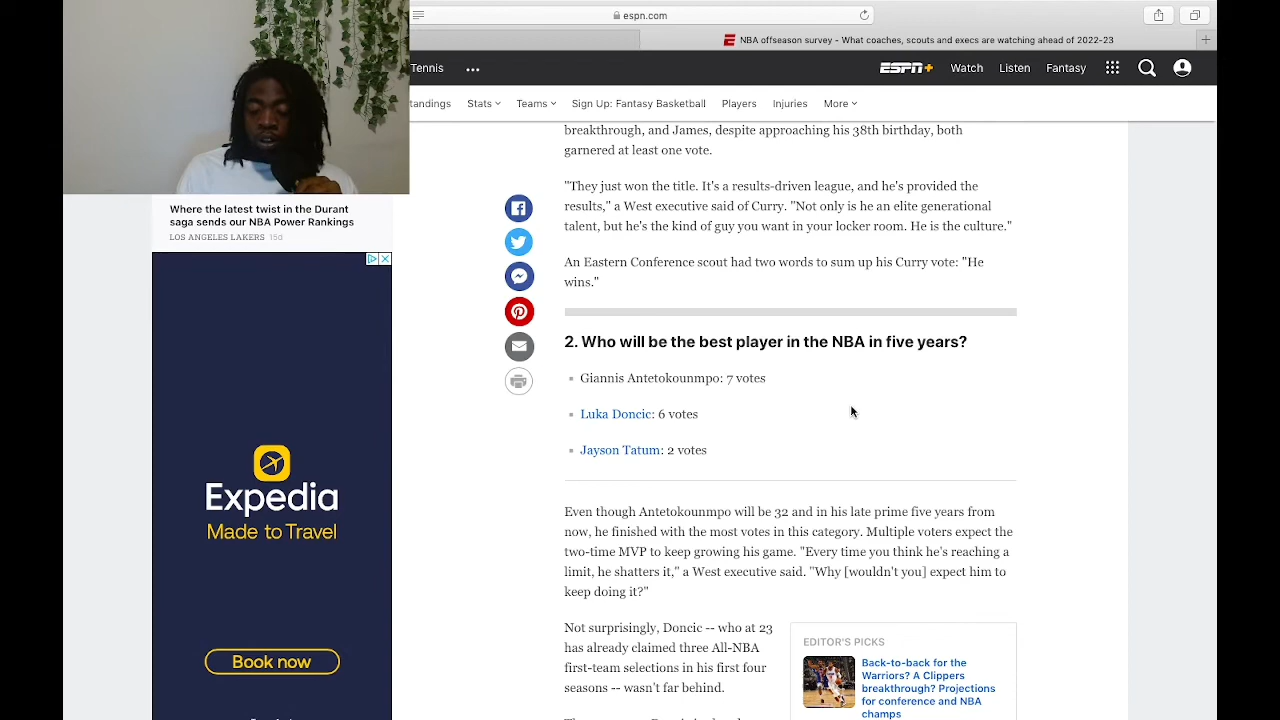 espn.com
NBA offseason survey - What coaches, scouts and execs are watching ahead of 2022-23
Tennis
ESPN+
Watch
Listen
Fantasy
tandings
Stats
Teams
Sign Up: Fantasy Basketball
Players
Injuries
More
breakthrough, and James, despite approaching his 38th birthday, both
garnered at least one vote.
"They just won the title. It's a results-driven league, and he's provided the
results," a West executive said of Curry. "Not only is he an elite generational
talent, but he's the kind of guy you want in your locker room. He is the culture."
An Eastern Conference scout had two words to sum up his Curry vote: "He
wins."
2. Who will be the best player in the NBA in five years?
Giannis Antetokounmpo: 7 votes
Luka Doncic: 6 votes
Jayson Tatum: 2 votes
Even though Antetokounmpo will be 32 and in his late prime five years from
now, he finished with the most votes in this category. Multiple voters expect the
two-time MVP to keep growing his game. "Every time you think he's reaching a
limit, he shatters it," a West executive said. "Why [wouldn't you] expect him to
keep doing it?"
Not surprisingly, Doncic -- who at 23
has already claimed three All-NBA
first-team selections in his first four
seasons -- wasn't far behind.
EDITOR'S PICKS
Back-to-back for the
Warriors? A Clippers
breakthrough? Projections
for conference and NBA
champs
Where the latest twist in the Durant
saga sends our NBA Power Rankings
LOS ANGELES LAKERS 15d
Expedia
Made to Travel
Book now